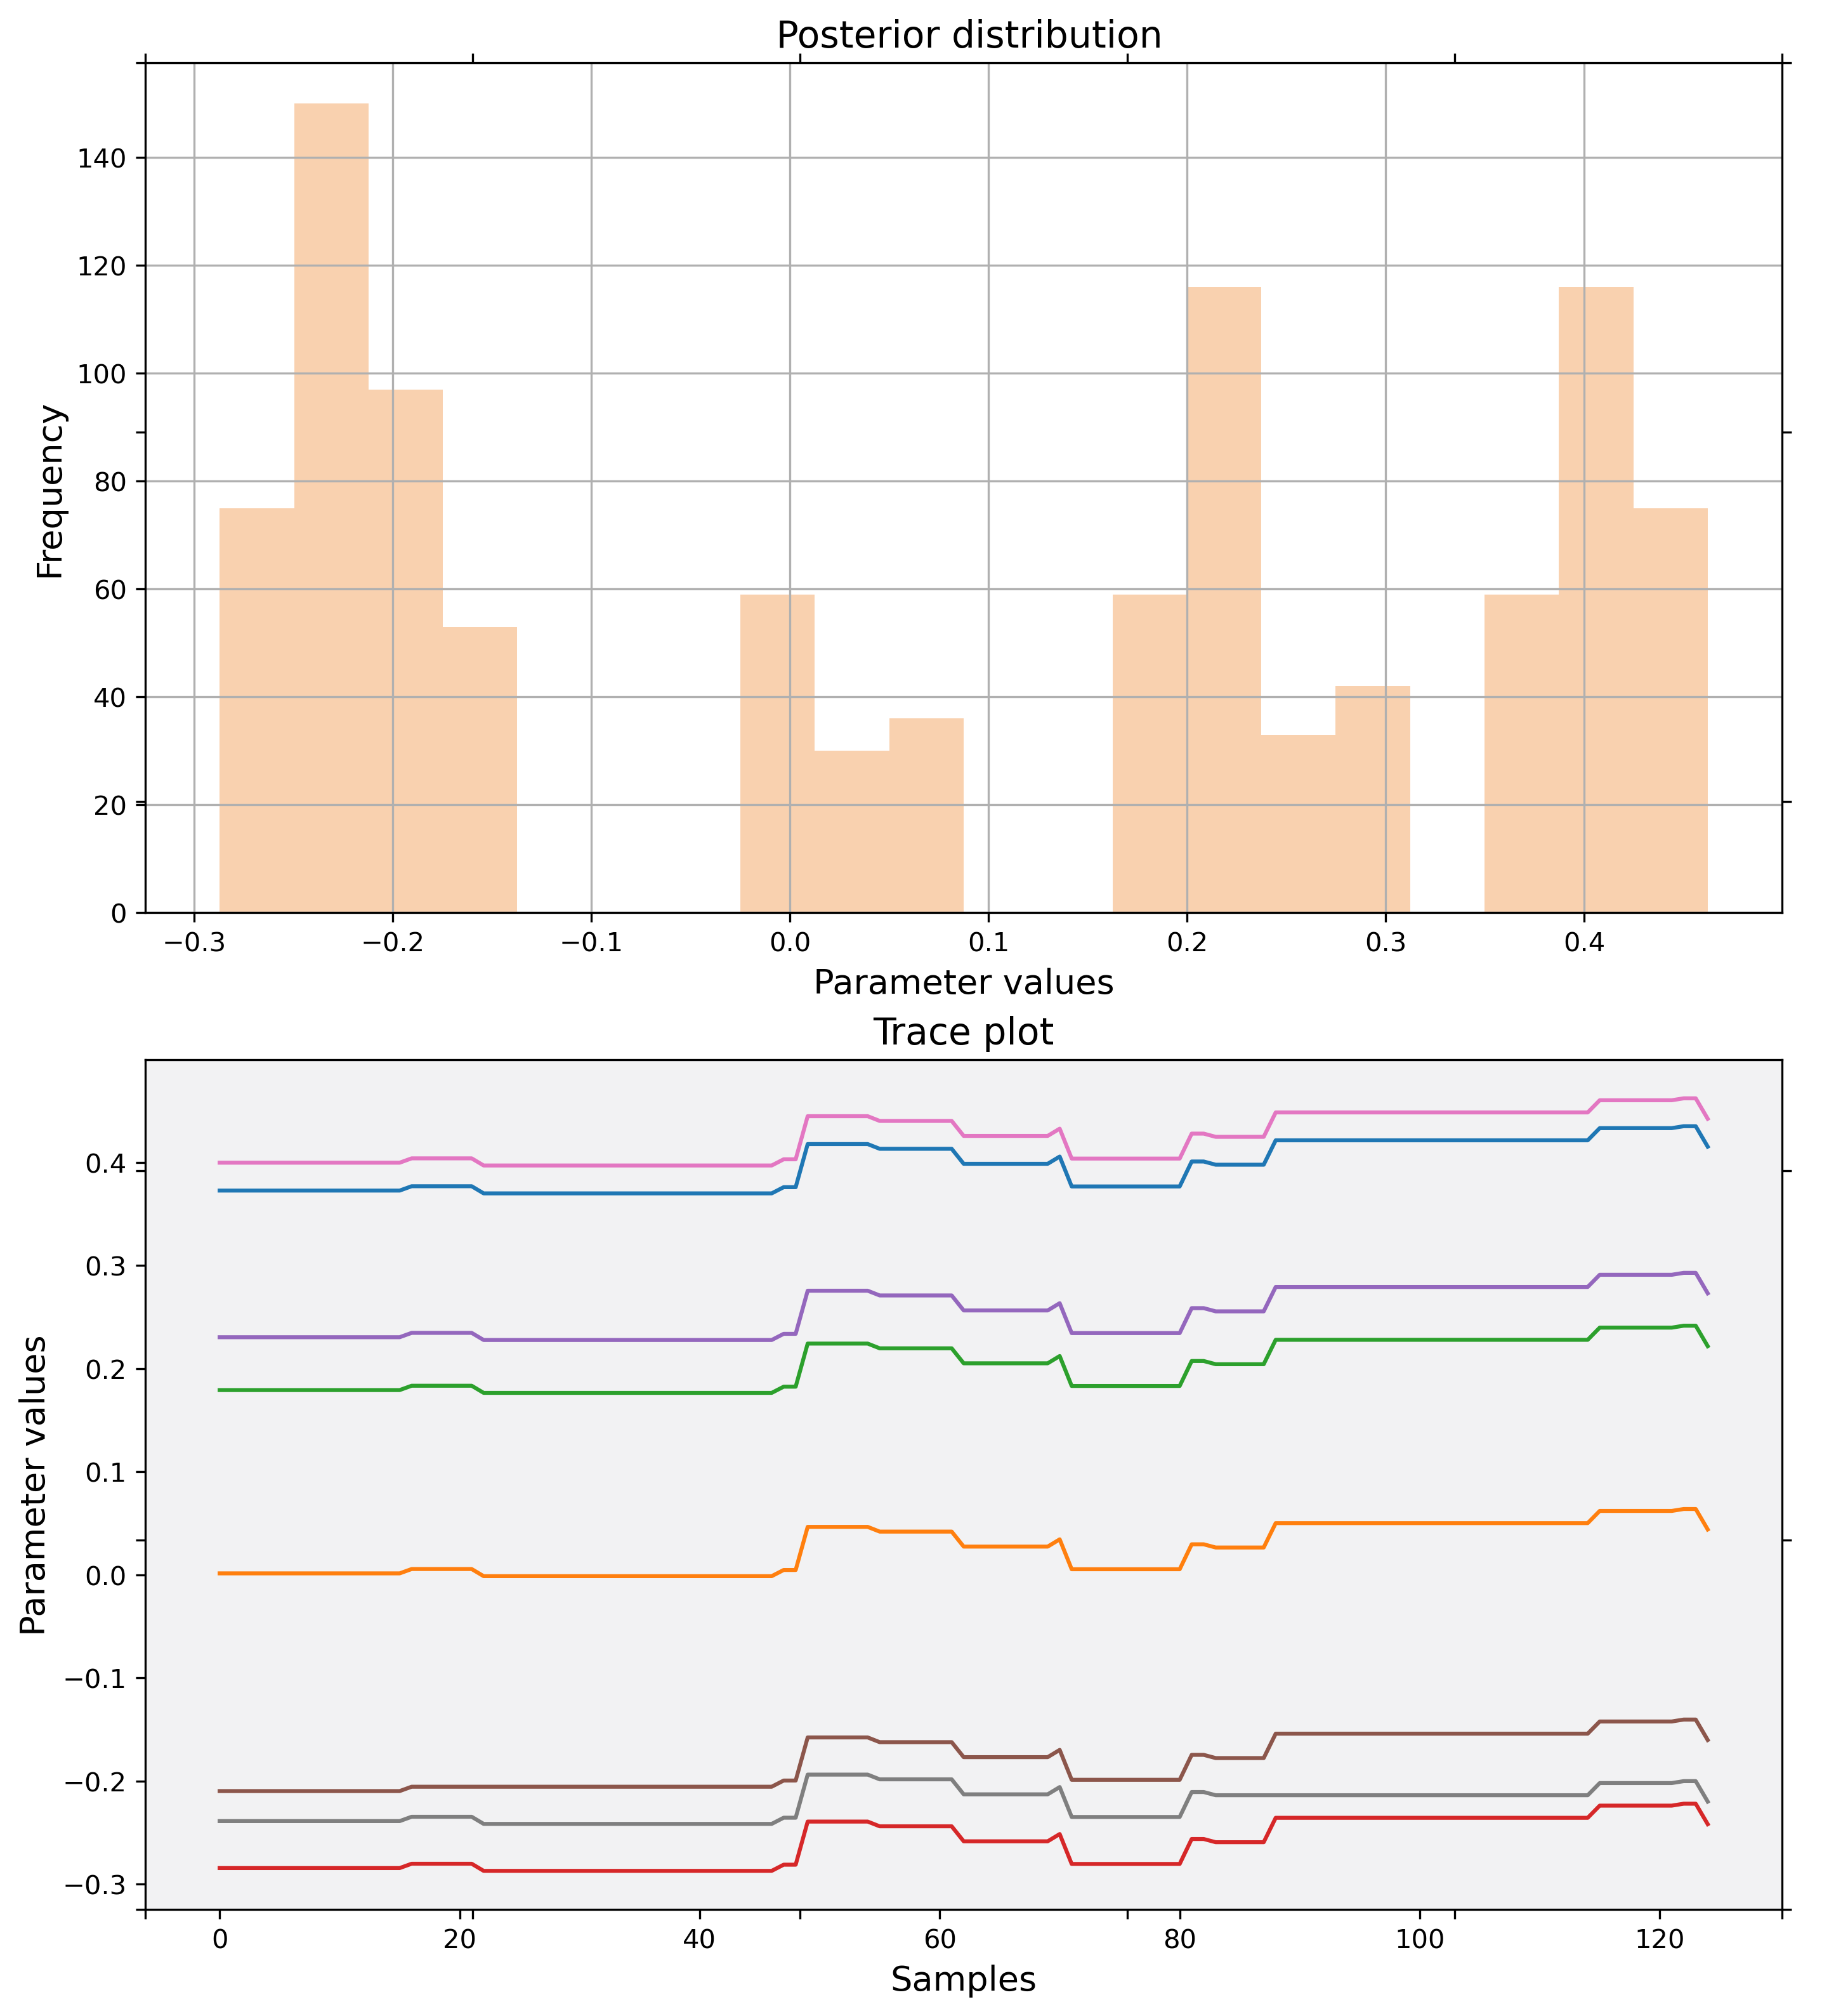 Posterior distribution
140
120
100
80
60
40
20
0
Frequency
−0.3 −0.2 −0.1 0.0 0.1 0.2 0.3 0.4
Parameter values
Trace plot
0.4
0.3
0.2
0.1
0.0
−0.1
−0.2
−0.3
Parameter values
0 20 40 60 80 100 120
Samples